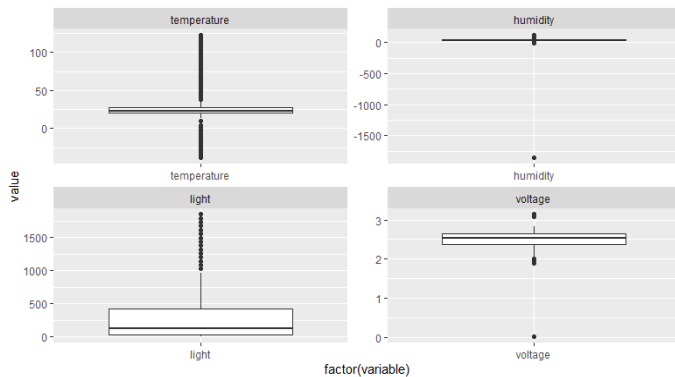 temperature
humidity
100
50
0
0
-500
-1000
-1500
temperature
humidity
value
light
voltage
1500
1000
500
0
3
2
1
0
light
voltage
factor(variable)